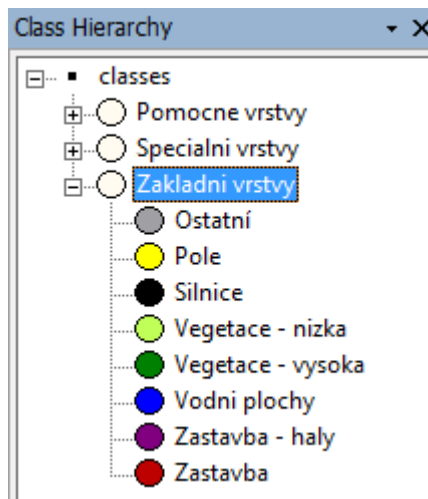 Class Hierarchy
classes
Pomocne vrstvy
Specialni vrstvy
Zakladni vrstvy
Ostatní
Pole
Silnice
Vegetace - nizka
Vegetace - vysoka
Vodni plochy
Zastavba - haly
Zastavba